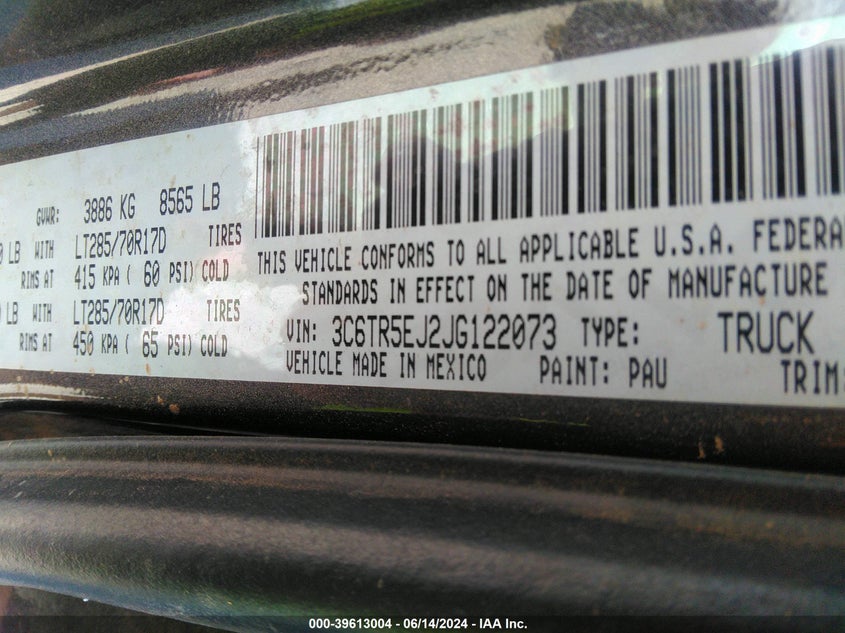 GVWR: 3886 KG 8565 LB
LB WITH LT285/70R17D TIRES
RIMS AT 415 KPA ( 60 PSI) COLD
LB WITH LT285/70R17D TIRES
RIMS AT 450 KPA ( 65 PSI) COLD
THIS VEHICLE CONFORMS TO ALL APPLICABLE U.S.A. FEDERA
STANDARDS IN EFFECT ON THE DATE OF MANUFACTURE
VIN: 3C6TR5EJ2JG122073 TYPE: TRUCK
VEHICLE MADE IN MEXICO PAINT: PAU TRIM:
000-39613004 - 06/14/2024 - IAA Inc.